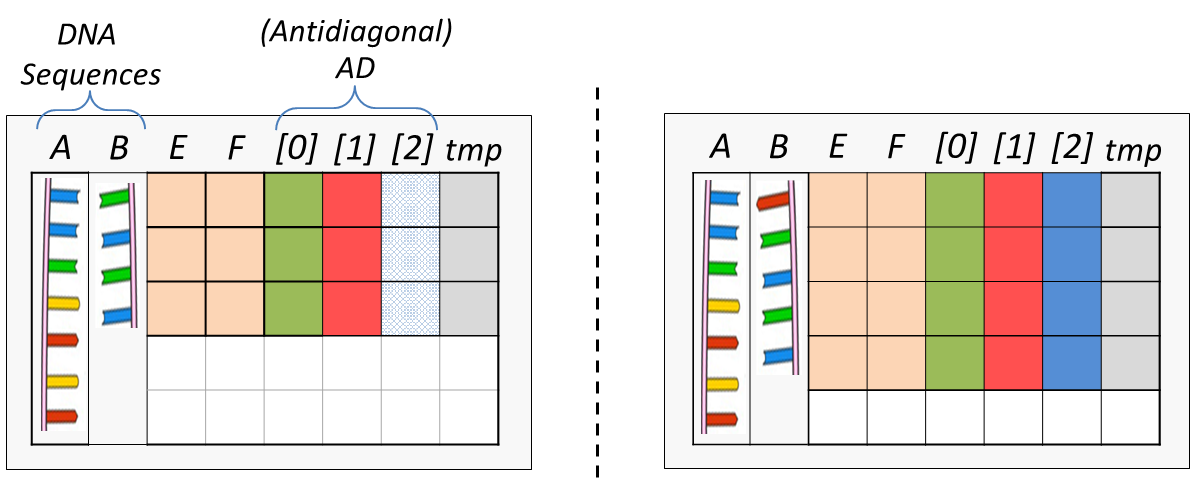 DNA
Sequences
(Antidiagonal)
AD
A B E F [0] [1] [2] tmp
A B E F [0] [1] [2] tmp